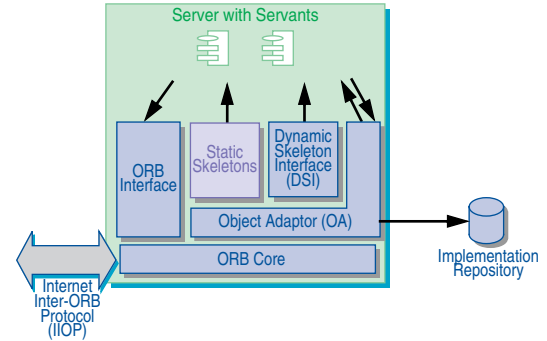 Server with Servants
ORB
Interface
Static
Skeletons
Dynamic
Skeleton
Interface
(DSI)
Object Adaptor (OA)
ORB Core
Internet
Inter-ORB
Protocol
(IIOP)
Implementation
Repository